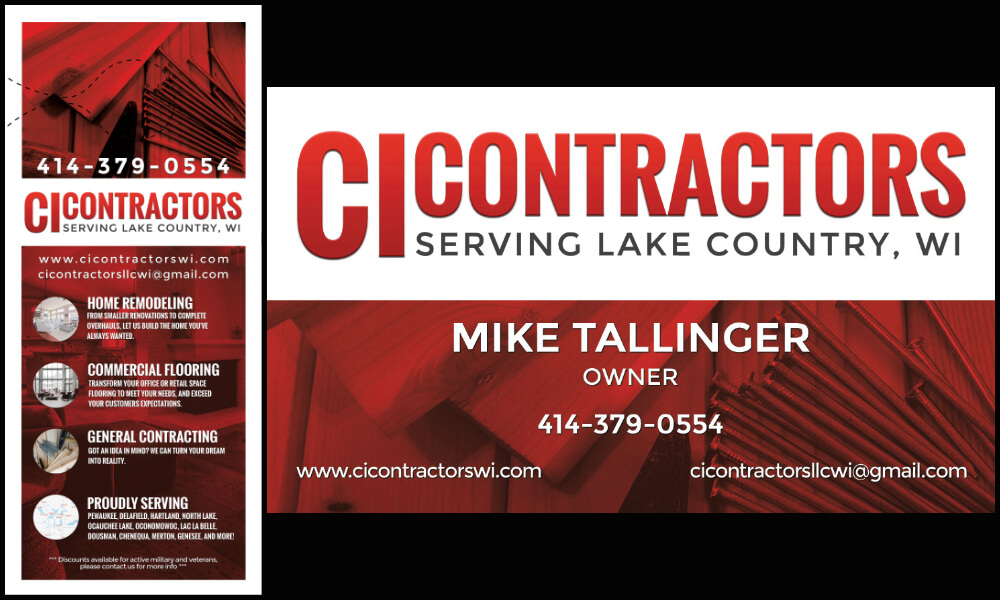 414-379-0554
CI CONTRACTORS
SERVING LAKE COUNTRY, WI
www.cicontractorswi.com
cicontractorsllcwi@gmail.com
HOME REMODELING
FROM SMALLER RENOVATIONS TO COMPLETE
OVERHAULS, LET US BUILD THE HOME YOU'VE
ALWAYS WANTED.
COMMERCIAL FLOORING
TRANSFORM YOUR OFFICE OR RETAIL SPACE
FLOORING TO MEET YOUR NEEDS, AND EXCEED
YOUR CUSTOMERS EXPECTATIONS.
GENERAL CONTRACTING
GOT AN IDEA IN MIND? WE CAN TURN YOUR DREAM
INTO REALITY.
PROUDLY SERVING
PEWAUKEE, DELAFIELD, HARTLAND, NORTH LAKE,
OCAUCHEE LAKE, OCONOMOWOC, LAC LA BELLE,
DOUSMAN, CHENEQUA, MERTON, GENESEE, AND MORE!
*** Discounts available for active military and veterans,
please contact us for more info ***
CI CONTRACTORS
SERVING LAKE COUNTRY, WI
MIKE TALLINGER
OWNER
414-379-0554
www.cicontractorswi.com
cicontractorsllcwi@gmail.com